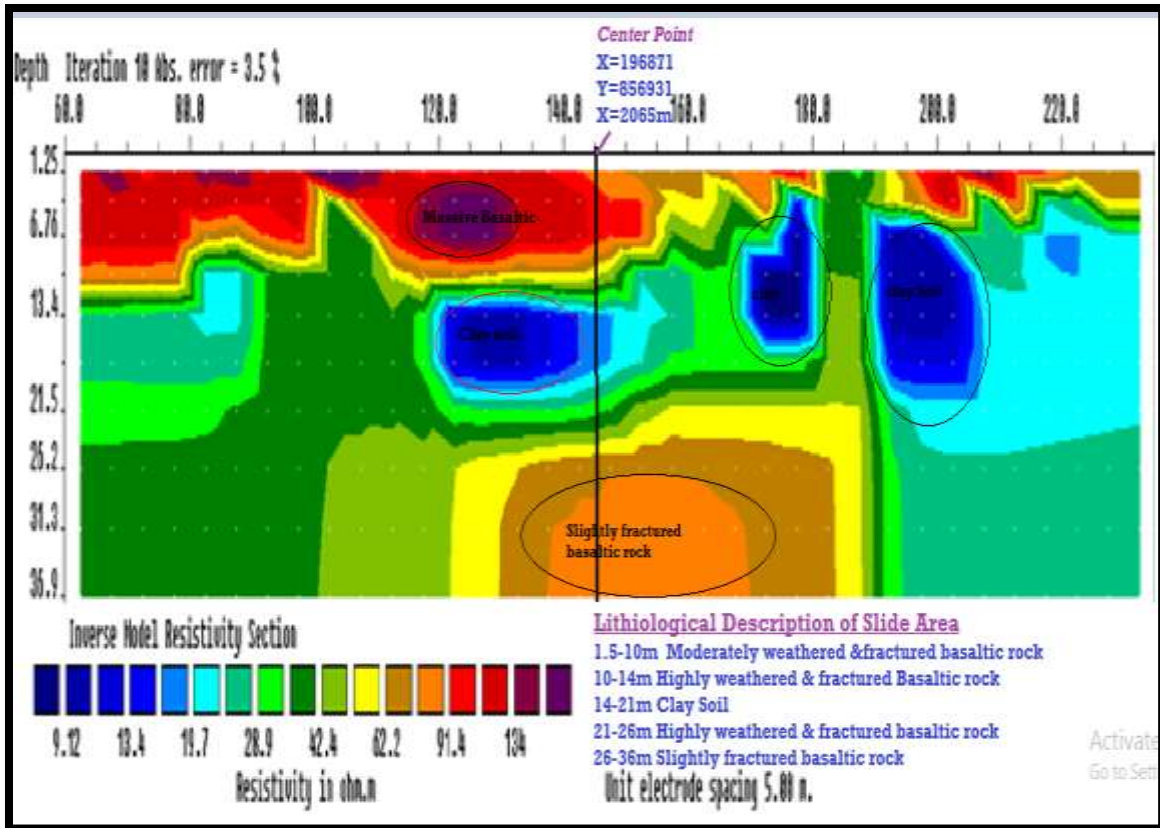 Center Point
X=196871
Y=856931
X=2065m
Depth Iteration 10 Abs. error = 3.5 %
60.0 80.0 100.0 120.0 140.0 160.0 180.0 200.0 220.0
1.25
6.76
13.4
21.5
25.2
31.3
35.9
Massive Basaltic
Clay soil
Clay
Clay soil
Slightly fractured
basaltic rock
Inverse Model Resistivity Section
9.12 13.4 19.7 28.9 42.4 62.2 91.4 134
Resistivity in ohm.m
Lithiological Description of Slide Area
1.5-10m Moderately weathered &fractured basaltic rock
10-14m Highly weathered & fractured Basaltic rock
14-21m Clay Soil
21-26m Highly weathered & fractured basaltic rock
26-36m Slightly fractured basaltic rock
Unit electrode spacing 5.00 m.
Activate
Go to Sett